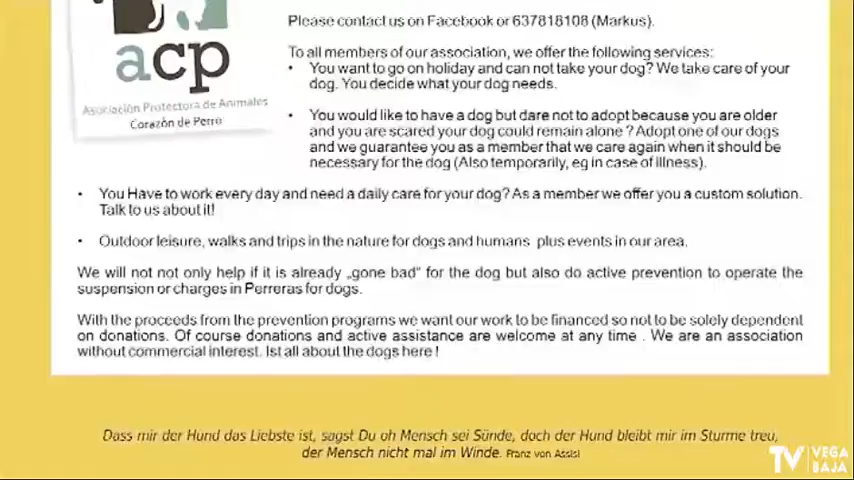 acp
Asociación Protectora de Animales
Corazón de Perro
Please contact us on Facebook or 637818108 (Markus).
To all members of our association, we offer the following services:
• You want to go on holiday and can not take your dog? We take care of your
dog. You decide what your dog needs.
• You would like to have a dog but dare not to adopt because you are older
and you are scared your dog could remain alone ? Adopt one of our dogs
and we guarantee you as a member that we care again when it should be
necessary for the dog (Also temporarily, eg in case of illness).
• You Have to work every day and need a daily care for your dog? As a member we offer you a custom solution.
Talk to us about it!
• Outdoor leisure, walks and trips in the nature for dogs and humans plus events in our area.
We will not not only help if it is already „gone bad“ for the dog but also do active prevention to operate the
suspension or charges in Perreras for dogs.
With the proceeds from the prevention programs we want our work to be financed so not to be solely dependent
on donations. Of course donations and active assistance are welcome at any time . We are an association
without commercial interest. Ist all about the dogs here !
Dass mir der Hund das Liebste ist, sagst Du oh Mensch sei Sünde, doch der Hund bleibt mir im Sturme treu,
der Mensch nicht mal im Winde. Franz von Assisi
TV VEGA
BAJA